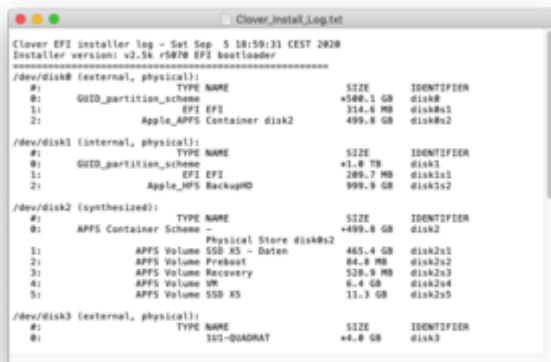 Clover_Install_Log.txt
Clover EFI installer log - Sat Sep 5 18:59:31 CEST 2020
Installer version: v2.5k r5070 EFI bootloader
======================================================
/dev/disk0 (external, physical):
#: TYPE NAME SIZE IDENTIFIER
0: GUID_partition_scheme *500.1 GB disk0
1: EFI EFI 314.6 MB disk0s1
2: Apple_APFS Container disk2 499.8 GB disk0s2
/dev/disk1 (internal, physical):
#: TYPE NAME SIZE IDENTIFIER
0: GUID_partition_scheme *1.0 TB disk1
1: EFI EFI 209.7 MB disk1s1
2: Apple_HFS BackupHD 999.9 GB disk1s2
/dev/disk2 (synthesized):
#: TYPE NAME SIZE IDENTIFIER
0: APFS Container Scheme - +499.8 GB disk2
Physical Store disk0s2
1: APFS Volume SSD X5 - Daten 465.4 GB disk2s1
2: APFS Volume Preboot 84.8 MB disk2s2
3: APFS Volume Recovery 528.9 MB disk2s3
4: APFS Volume VM 6.4 GB disk2s4
5: APFS Volume SSD X5 11.3 GB disk2s5
/dev/disk3 (external, physical):
#: TYPE NAME SIZE IDENTIFIER
0: 1U1-QUADRAT *4.0 GB disk3